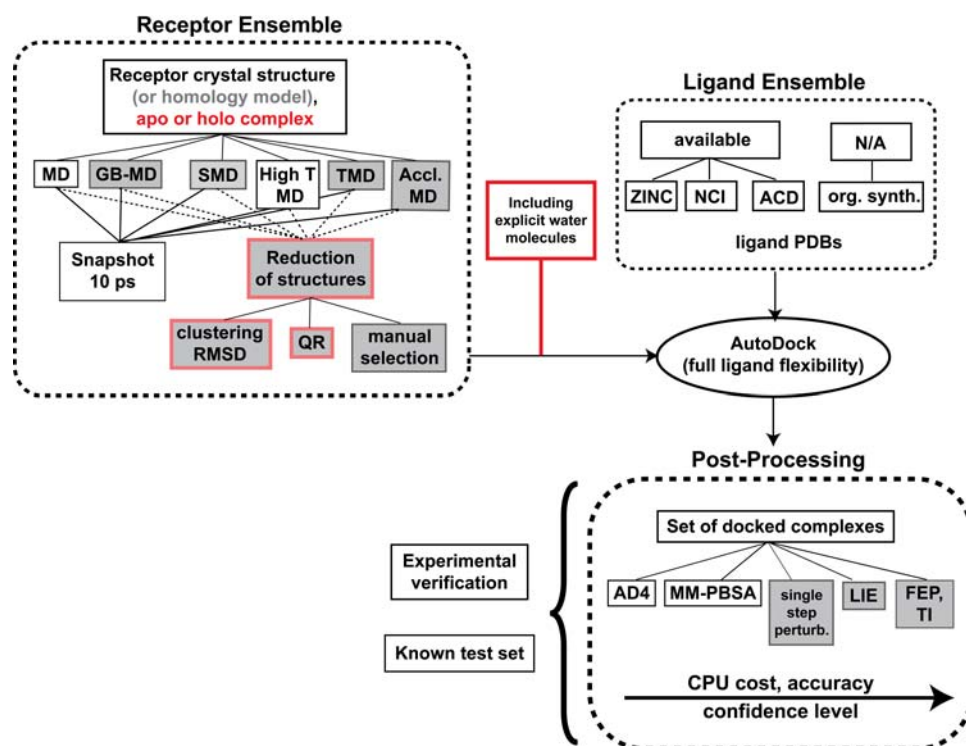 Receptor Ensemble
Receptor crystal structure
(or homology model),
apo or holo complex
MD
GB-MD
SMD
High T
MD
TMD
Accl.
MD
Snapshot
10 ps
Reduction
of structures
clustering
RMSD
QR
manual
selection
Including
explicit water
molecules
Ligand Ensemble
available
N/A
ZINC
NCI
ACD
org. synth.
ligand PDBs
AutoDock
(full ligand flexibility)
Post-Processing
Experimental
verification
Known test set
Set of docked complexes
AD4
MM-PBSA
single
step
perturb.
LIE
FEP,
TI
CPU cost, accuracy
confidence level